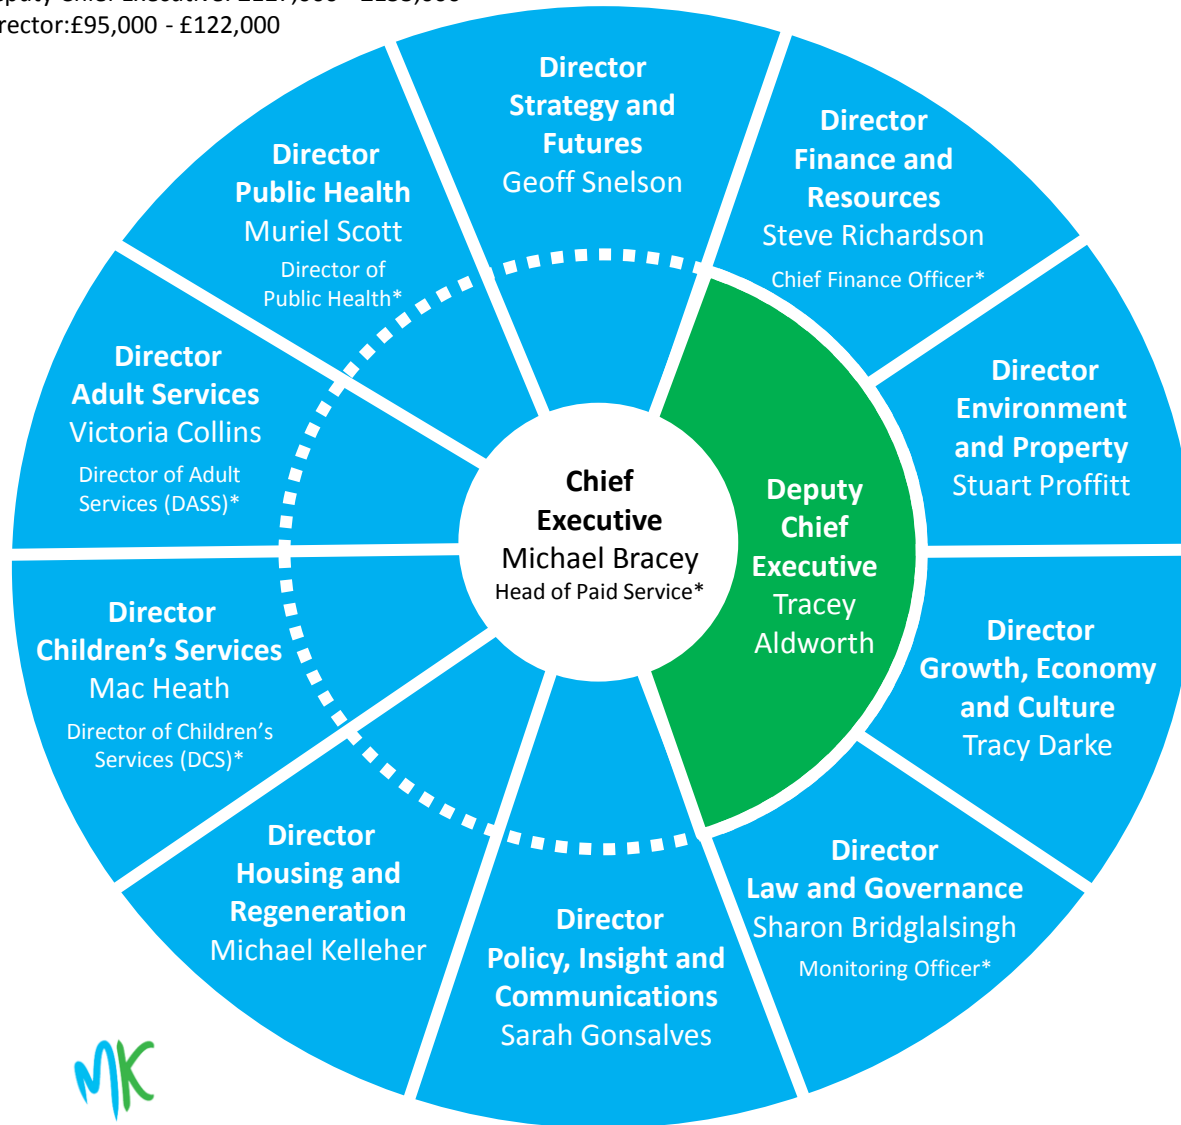 eputy Chief Executive:
rector:£95,000 - £122,000
Director
Strategy and
Futures
Geoff Snelson
Director
Finance and
Resources
Steve Richardson
Chief Finance Officer*
Director
Public Health
Muriel Scott
Director of
Public Health*
Director
Adult Services
Victoria Collins
Director of Adult
Services (DASS)*
Director
Environment
and Property
Stuart Proffitt
Chief
Executive
Michael Bracey
Head of Paid Service*
Deputy
Chief
Executive
Tracey
Aldworth
Director
Children's Services
Mac Heath
Director of Children's
Services (DCS)*
Director
Growth, Economy
and Culture
Tracy Darke
Director
Housing and
Regeneration
Michael Kelleher
Director
Policy, Insight and
Communications
Sarah Gonsalves
Director
Law and Governance
Sharon Bridglalsingh
Monitoring Officer*
MK